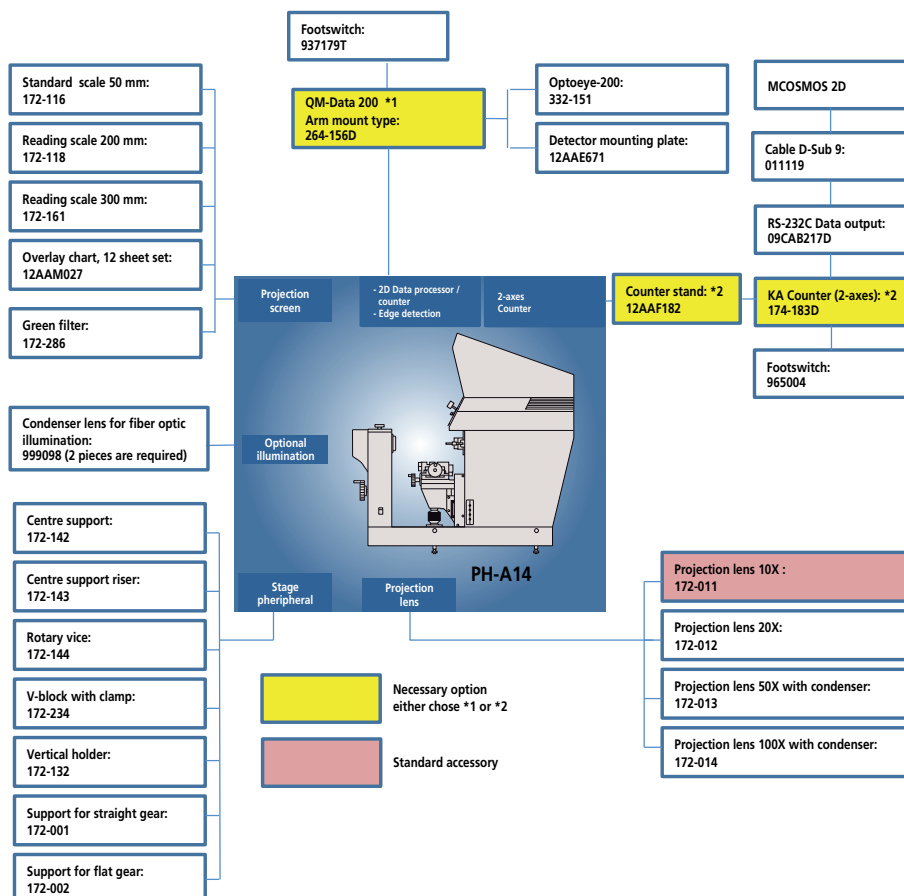 Footswitch:
937179T
Standard scale 50 mm:
172-116
Reading scale 200 mm:
172-118
Reading scale 300 mm:
172-161
Overlay chart, 12 sheet set:
12AAM027
Green filter:
172-286
QM-Data 200 *1
Arm mount type:
264-156D
Optoeye-200:
332-151
Detector mounting plate:
12AAE671
MCOSMOS 2D
Cable D-Sub 9:
011119
RS-232C Data output:
09CAB217D
Counter stand: *2
12AAF182
KA Counter (2-axes): *2
174-183D
Footswitch:
965004
Projection
screen
- 2D Data processor /
counter
- Edge detection
2-axes
Counter
Condenser lens for fiber optic
illumination:
999098 (2 pieces are required)
Optional
illumination
PH-A14
Stage
pheripheral
Projection
lens
Centre support:
172-142
Centre support riser:
172-143
Rotary vice:
172-144
V-block with clamp:
172-234
Vertical holder:
172-132
Support for straight gear:
172-001
Support for flat gear:
172-002
Projection lens 10X :
172-011
Projection lens 20X:
172-012
Projection lens 50X with condenser:
172-013
Projection lens 100X with condenser:
172-014
Necessary option
either chose *1 or *2
Standard accessory